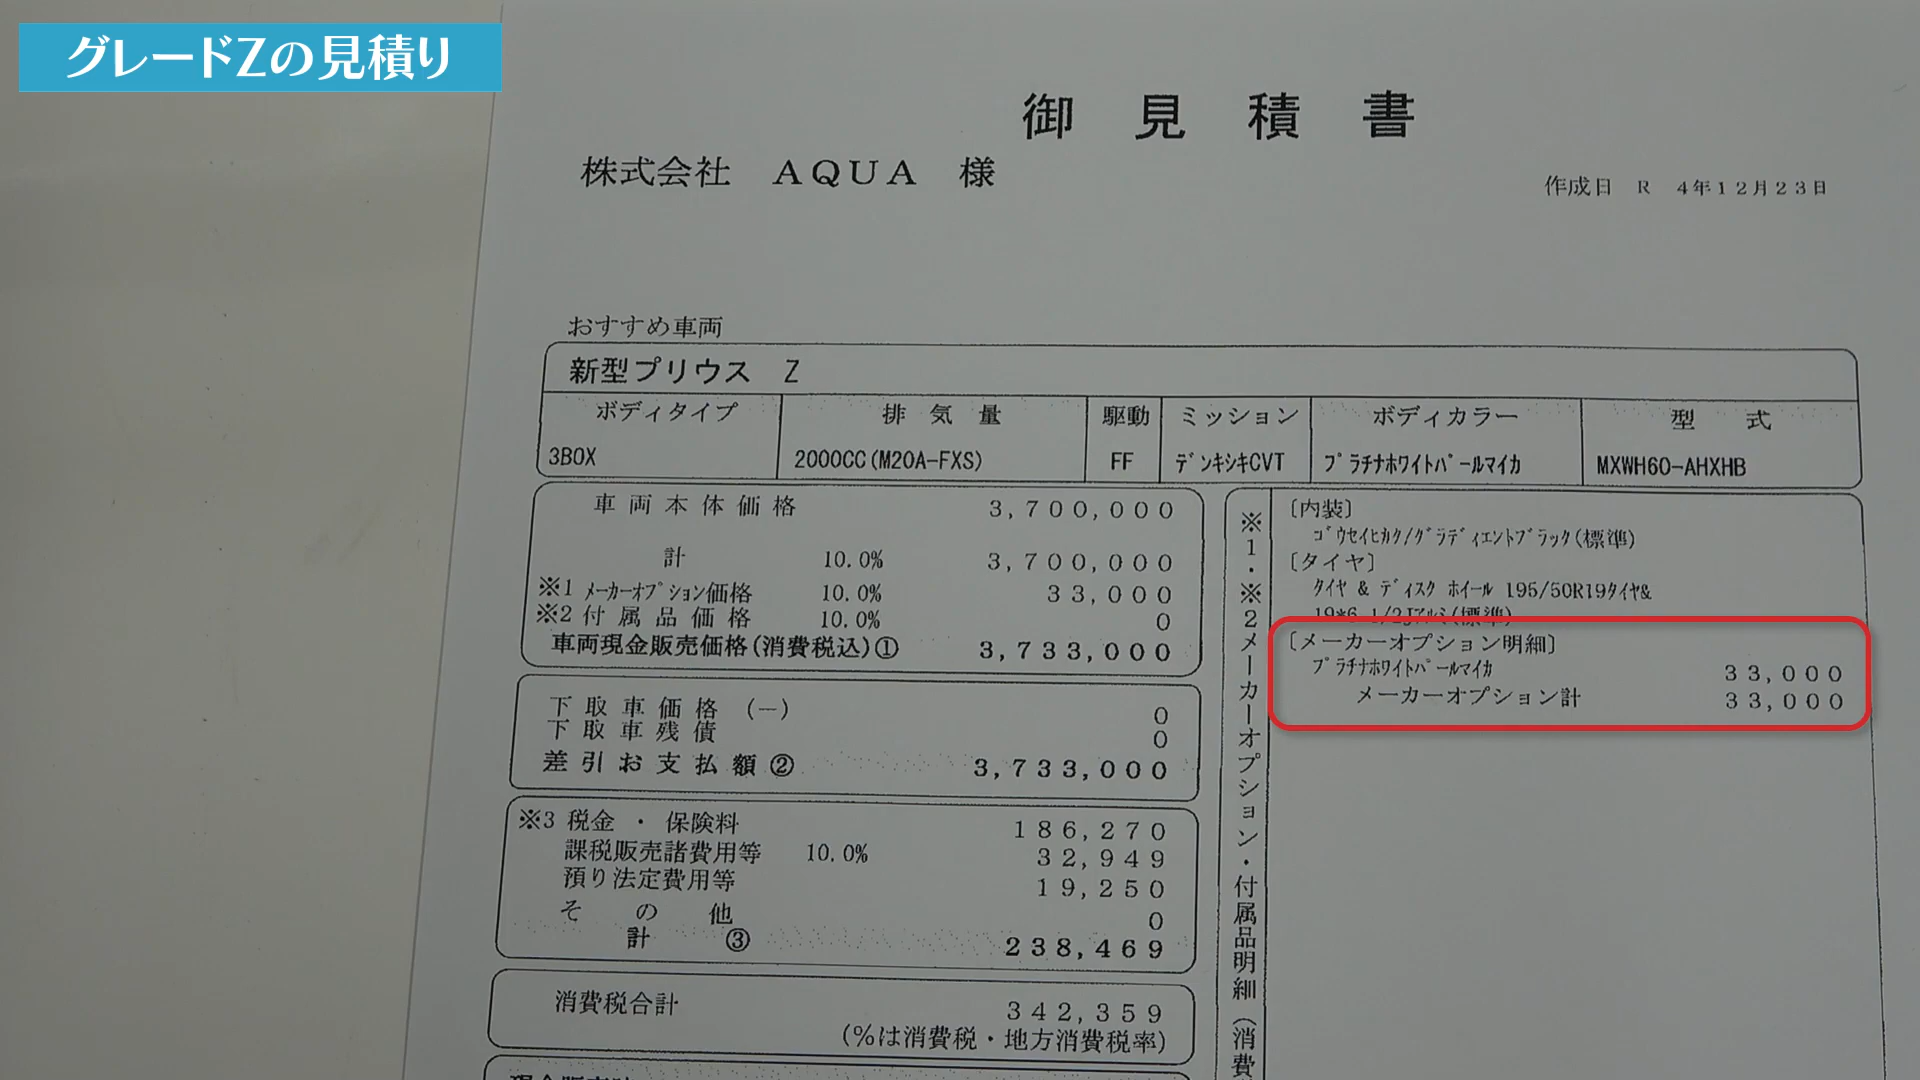 グレードZの見積り
御見積書
株式会社 AQUA 様
作成日 R 4年12月23日
おすすめ車両
新型プリウス Z
ボディタイプ 排気量 駆動 ミッション ボディカラー 型式
3BOX 2000CC(M20A-FXS) FF ﾃﾞﾝｷｼｷCVT ﾌﾟﾗﾁﾅﾎﾜｲﾄﾊﾟｰﾙﾏｲｶ MXWH60-AHXHB
車両本体価格 3,700,000
計 10.0% 3,700,000
※1 ﾒｰｶｰｵﾌﾟｼｮﾝ価格 10.0% 33,000
※2 付属品価格 10.0% 0
車両現金販売価格(消費税込)① 3,733,000
下取車価格 (−) 0
下取車残債 0
差引お支払額② 3,733,000
※3 税金・保険料 186,270
課税販売諸費用等 10.0% 32,949
預り法定費用等 19,250
その他 0
計 ③ 238,469
消費税合計 342,359
(%は消費税・地方消費税率)
※1・※2メーカーオプション・付属品明細(消費
[内装]
ｺﾞｳｾｲﾋｶｸ/ｸﾞﾗﾃﾞｨｴﾝﾄﾌﾞﾗｯｸ(標準)
[タイヤ]
ﾀｲﾔ & ﾃﾞｨｽｸ ﾎｲｰﾙ 195/50R19ﾀｲﾔ&
19*6 1/2Jｱﾙﾐ(標準)
[メーカーオプション明細]
ﾌﾟﾗﾁﾅﾎﾜｲﾄﾊﾟｰﾙﾏｲｶ 33,000
メーカーオプション計 33,000